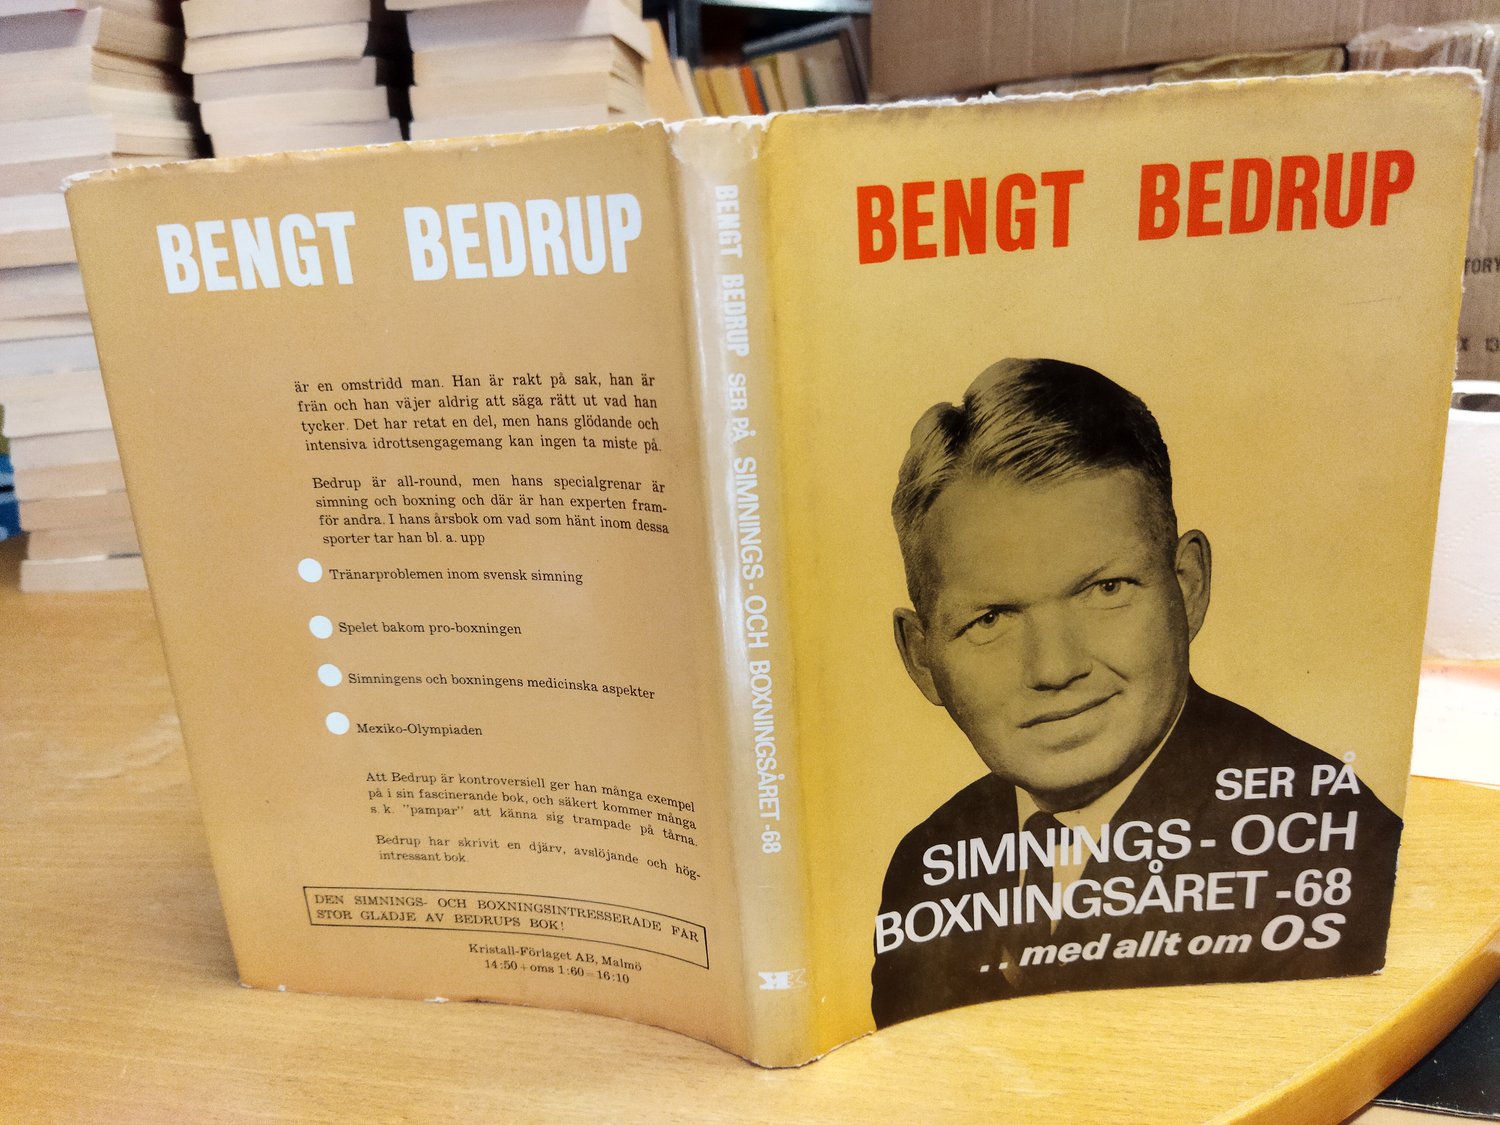 BENGT BEDRUP
är en omstridd man. Han är rakt på sak, han är
frän och han väjer aldrig att säga rätt ut vad han
tycker. Det har retat en del, men hans glödande och
intensiva idrottsengagemang kan ingen ta miste på.
Bedrup är all-round, men hans specialgrenar är
simning och boxning och där är han experten fram-
för andra. I hans årsbok om vad som hänt inom dessa
sporter tar han bl. a. upp
Tränarproblemen inom svensk simning
Spelet bakom pro-boxningen
Simningens och boxningens medicinska aspekter
Mexiko-Olympiaden
Att Bedrup är kontroversiell ger han många exempel
på i sin fascinerande bok, och säkert kommer många
s. k. "pampar" att känna sig trampade på tårna.
Bedrup har skrivit en djärv, avslöjande och hög-
intressant bok.
DEN SIMNINGS- OCH BOXNINGSINTRESSERADE FÅR
STOR GLÄDJE AV BEDRUPS BOK!
Kristall-Förlaget AB, Malmö
14:50 + oms 1:60 = 16:10
BENGT BEDRUP SER PÅ SIMNINGS- OCH BOXNINGSÅRET -68
BENGT BEDRUP
SER PÅ
SIMNINGS- OCH
BOXNINGSÅRET -68
.. med allt om OS